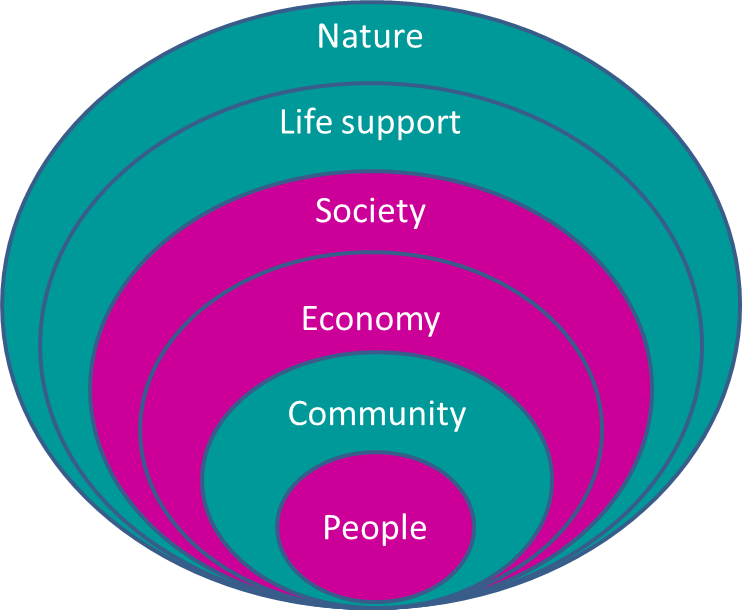 Nature
Life support
Society
Economy
Community
People